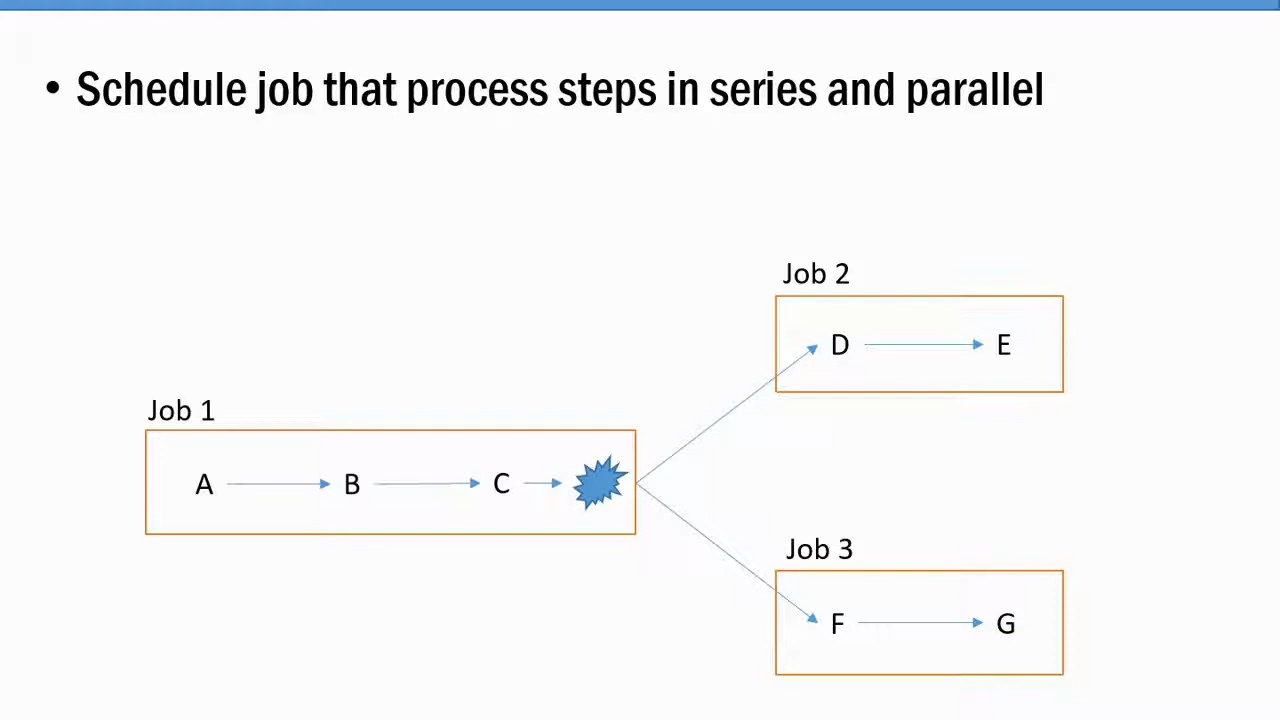 • Schedule job that process steps in series and parallel
Job 2
D E
Job 1
A B C
Job 3
F G